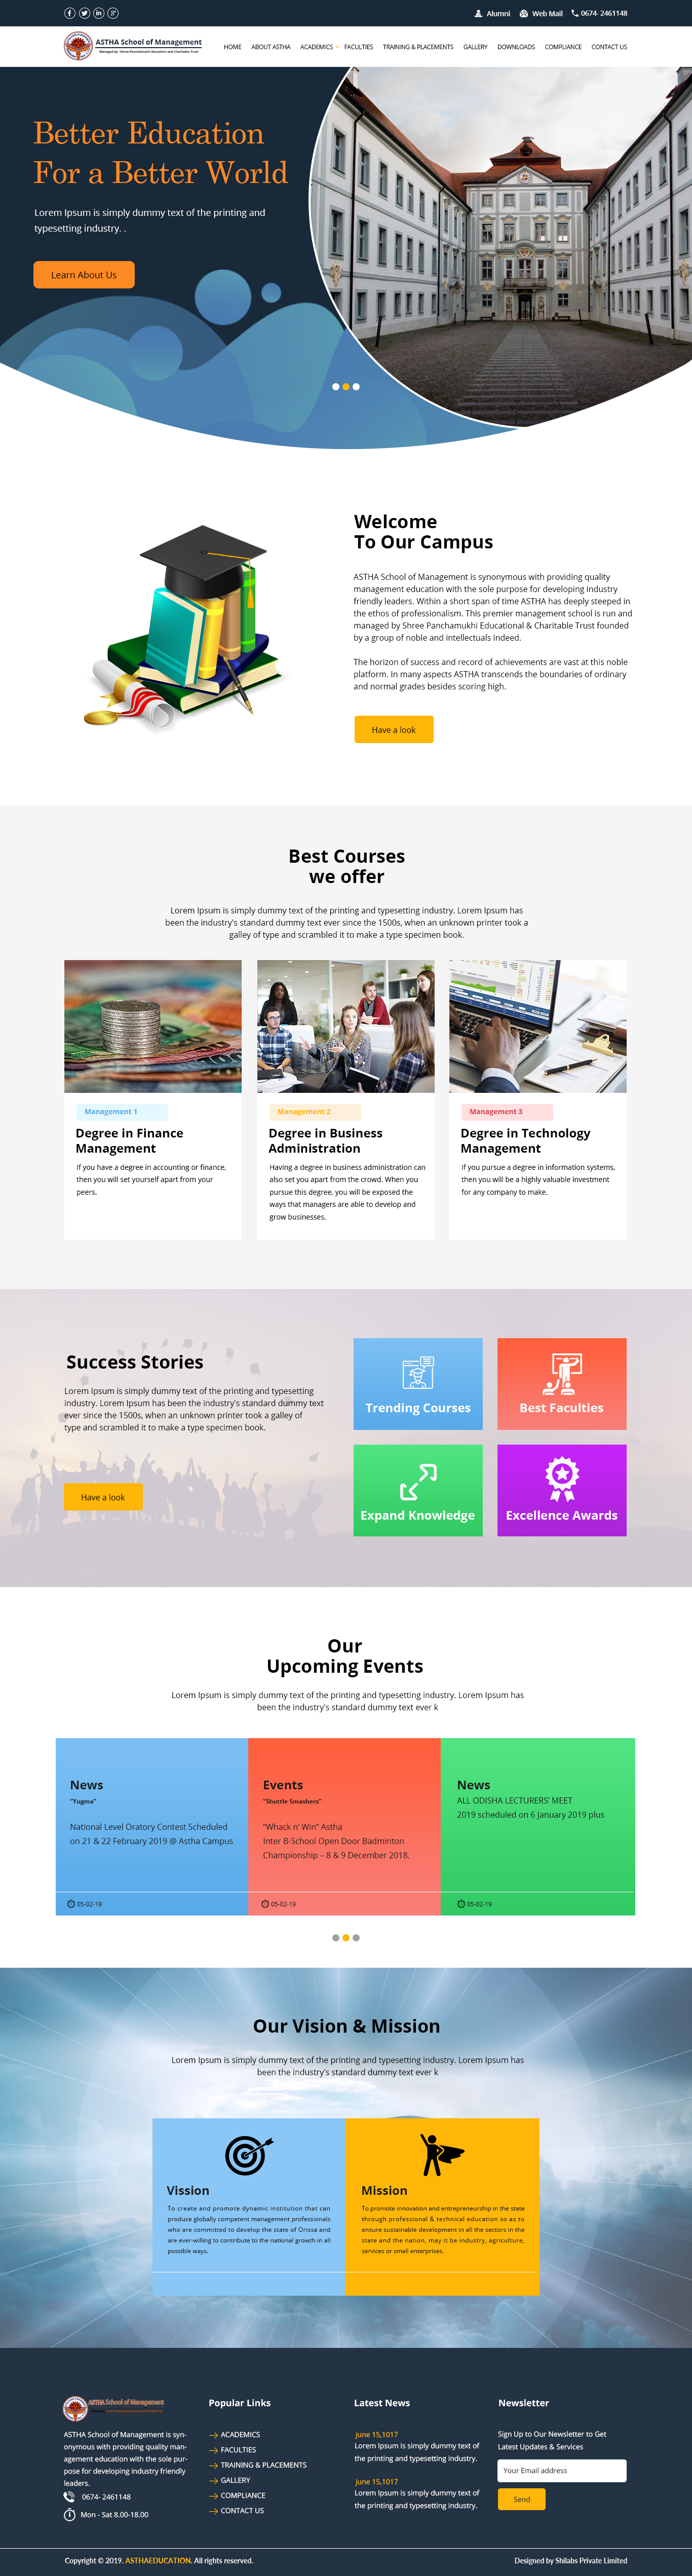 Alumni
Web Mail
0674- 2461148
ASTHA School of Management
Managed by : Shree Panchamukhi Education and Charitable Trust
HOME
ABOUT ASTHA
ACADEMICS
FACULTIES
TRAINING & PLACEMENTS
GALLERY
DOWNLOADS
COMPLIANCE
CONTACT US
Better Education
For a Better World
Lorem Ipsum is simply dummy text of the printing and
typesetting industry. .
Learn About Us
Welcome
To Our Campus
ASTHA School of Management is synonymous with providing quality
management education with the sole purpose for developing industry
friendly leaders. Within a short span of time ASTHA has deeply steeped in
the ethos of professionalism. This premier management school is run and
managed by Shree Panchamukhi Educational & Charitable Trust founded
by a group of noble and intellectuals indeed.
The horizon of success and record of achievements are vast at this noble
platform. In many aspects ASTHA transcends the boundaries of ordinary
and normal grades besides scoring high.
Have a look
Best Courses
we offer
Lorem Ipsum is simply dummy text of the printing and typesetting industry. Lorem Ipsum has
been the industry's standard dummy text ever since the 1500s, when an unknown printer took a
galley of type and scrambled it to make a type specimen book.
Management 1
Degree in Finance
Management
If you have a degree in accounting or finance,
then you will set yourself apart from your
peers.
Management 2
Degree in Business
Administration
Having a degree in business administration can
also set you apart from the crowd. When you
pursue this degree, you will be exposed the
ways that managers are able to develop and
grow businesses.
Management 3
Degree in Technology
Management
If you pursue a degree in information systems,
then you will be a highly valuable investment
for any company to make.
Success Stories
Lorem Ipsum is simply dummy text of the printing and typesetting
industry. Lorem Ipsum has been the industry's standard dummy text
ever since the 1500s, when an unknown printer took a galley of
type and scrambled it to make a type specimen book.
Have a look
Trending Courses
Best Faculties
Expand Knowledge
Excellence Awards
Our
Upcoming Events
Lorem Ipsum is simply dummy text of the printing and typesetting industry. Lorem Ipsum has
been the industry's standard dummy text ever k
News
"Yugma"
National Level Oratory Contest Scheduled
on 21 & 22 February 2019 @ Astha Campus
05-02-19
Events
"Shuttle Smashers"
"Whack n' Win" Astha
Inter B-School Open Door Badminton
Championship – 8 & 9 December 2018.
05-02-19
News
ALL ODISHA LECTURERS' MEET
2019 scheduled on 6 January 2019 plus
05-02-19
Our Vision & Mission
Lorem Ipsum is simply dummy text of the printing and typesetting industry. Lorem Ipsum has
been the industry's standard dummy text ever k
Vission
To create and promote dynamic institution that can
produce globally competent management professionals
who are committed to develop the state of Orissa and
are ever-willing to contribute to the national growth in all
possible ways.
Mission
To promote innovation and entrepreneurship in the state
through professional & technical education so as to
ensure sustainable development in all the sectors in the
state and the nation, may it be industry, agriculture,
services or small enterprises.
ASTHA School of Management
ASTHA School of Management is syn-
onymous with providing quality man-
agement education with the sole pur-
pose for developing industry friendly
leaders.
0674- 2461148
Mon - Sat 8.00-18.00
Popular Links
ACADEMICS
FACULTIES
TRAINING & PLACEMENTS
GALLERY
COMPLIANCE
CONTACT US
Latest News
june 15,1017
Lorem Ipsum is simply dummy text of
the printing and typesetting industry.
june 15,1017
Lorem Ipsum is simply dummy text of
the printing and typesetting industry.
Newsletter
Sign Up to Our Newsletter to Get
Latest Updates & Services
Your Email address
Send
Copyright © 2019. ASTHAEDUCATION. All rights reserved.
Designed by Shilabs Private Limited